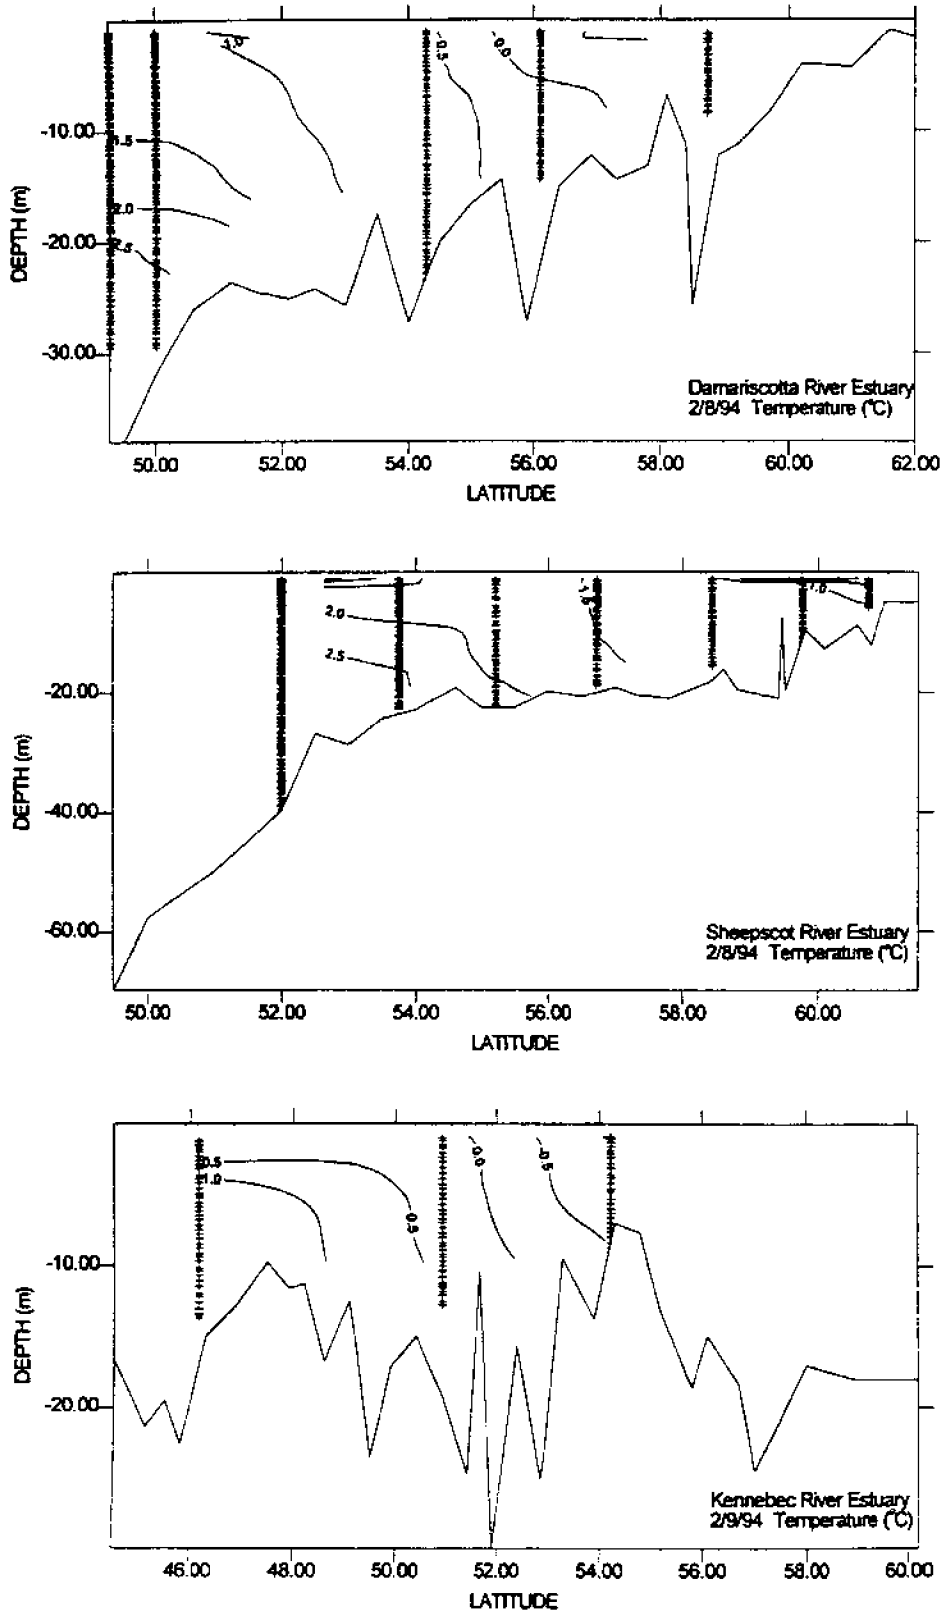 1.0
-0.5
-0.0
-10.00
1.5
DEPTH (m)
2.0
-20.00
2.5
-30.00
Damariscotta River Estuary
2/8/94 Temperature (°C)
50.00 52.00 54.00 56.00 58.00 60.00 62.00
LATITUDE
1.0
2.0
2.5
-20.00
DEPTH (m)
-40.00
-60.00
Sheepscot River Estuary
2/8/94 Temperature (°C)
50.00 52.00 54.00 56.00 58.00 60.00
LATITUDE
0.5
-0.0
-0.5
1.0
0.5
-10.00
DEPTH (m)
-20.00
Kennebec River Estuary
2/9/94 Temperature (°C)
46.00 48.00 50.00 52.00 54.00 56.00 58.00 60.00
LATITUDE